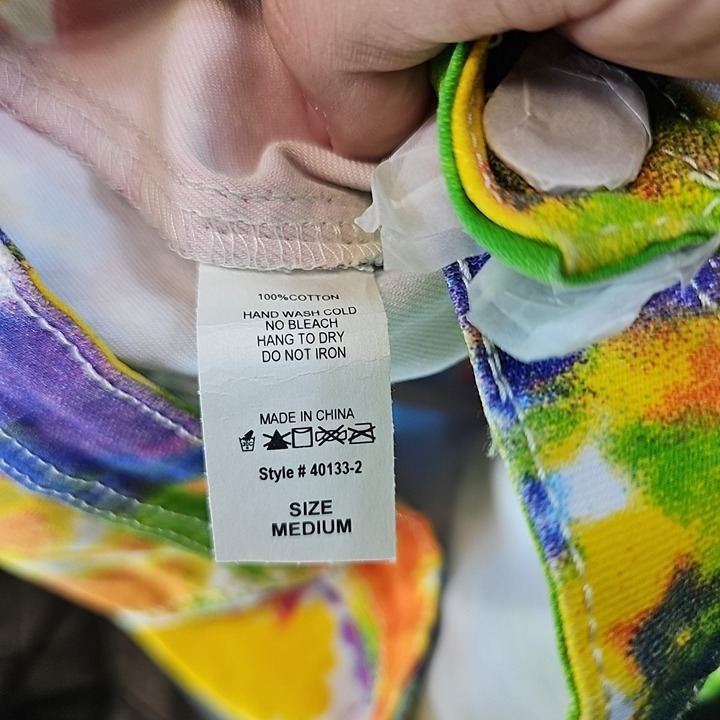 100%COTTON
HAND WASH COLD
NO BLEACH
HANG TO DRY
DO NOT IRON
MADE IN CHINA
Style # 40133-2
SIZE
MEDIUM